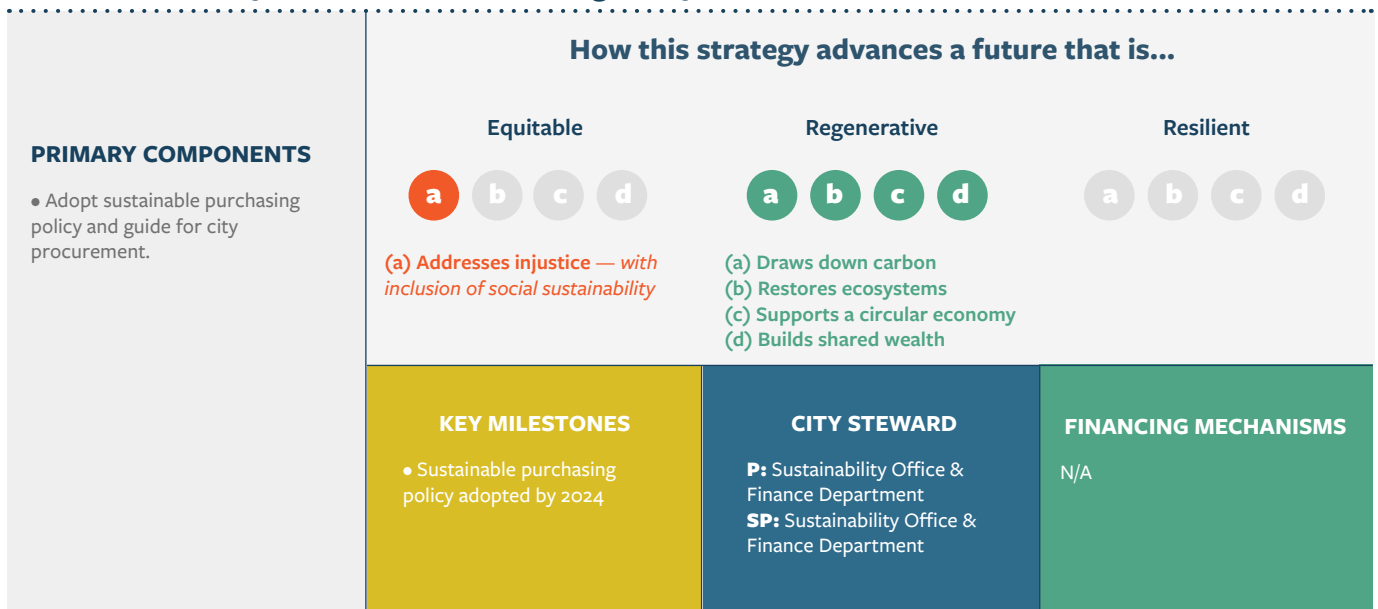 How this strategy advances a future that is...
PRIMARY COMPONENTS
• Adopt sustainable purchasing
policy and guide for city
procurement.
Equitable
a b c d
(a) Addresses injustice — with
inclusion of social sustainability
Regenerative
a b c d
(a) Draws down carbon
(b) Restores ecosystems
(c) Supports a circular economy
(d) Builds shared wealth
Resilient
a b c d
KEY MILESTONES
• Sustainable purchasing
policy adopted by 2024
CITY STEWARD
P: Sustainability Office &
Finance Department
SP: Sustainability Office &
Finance Department
FINANCING MECHANISMS
N/A